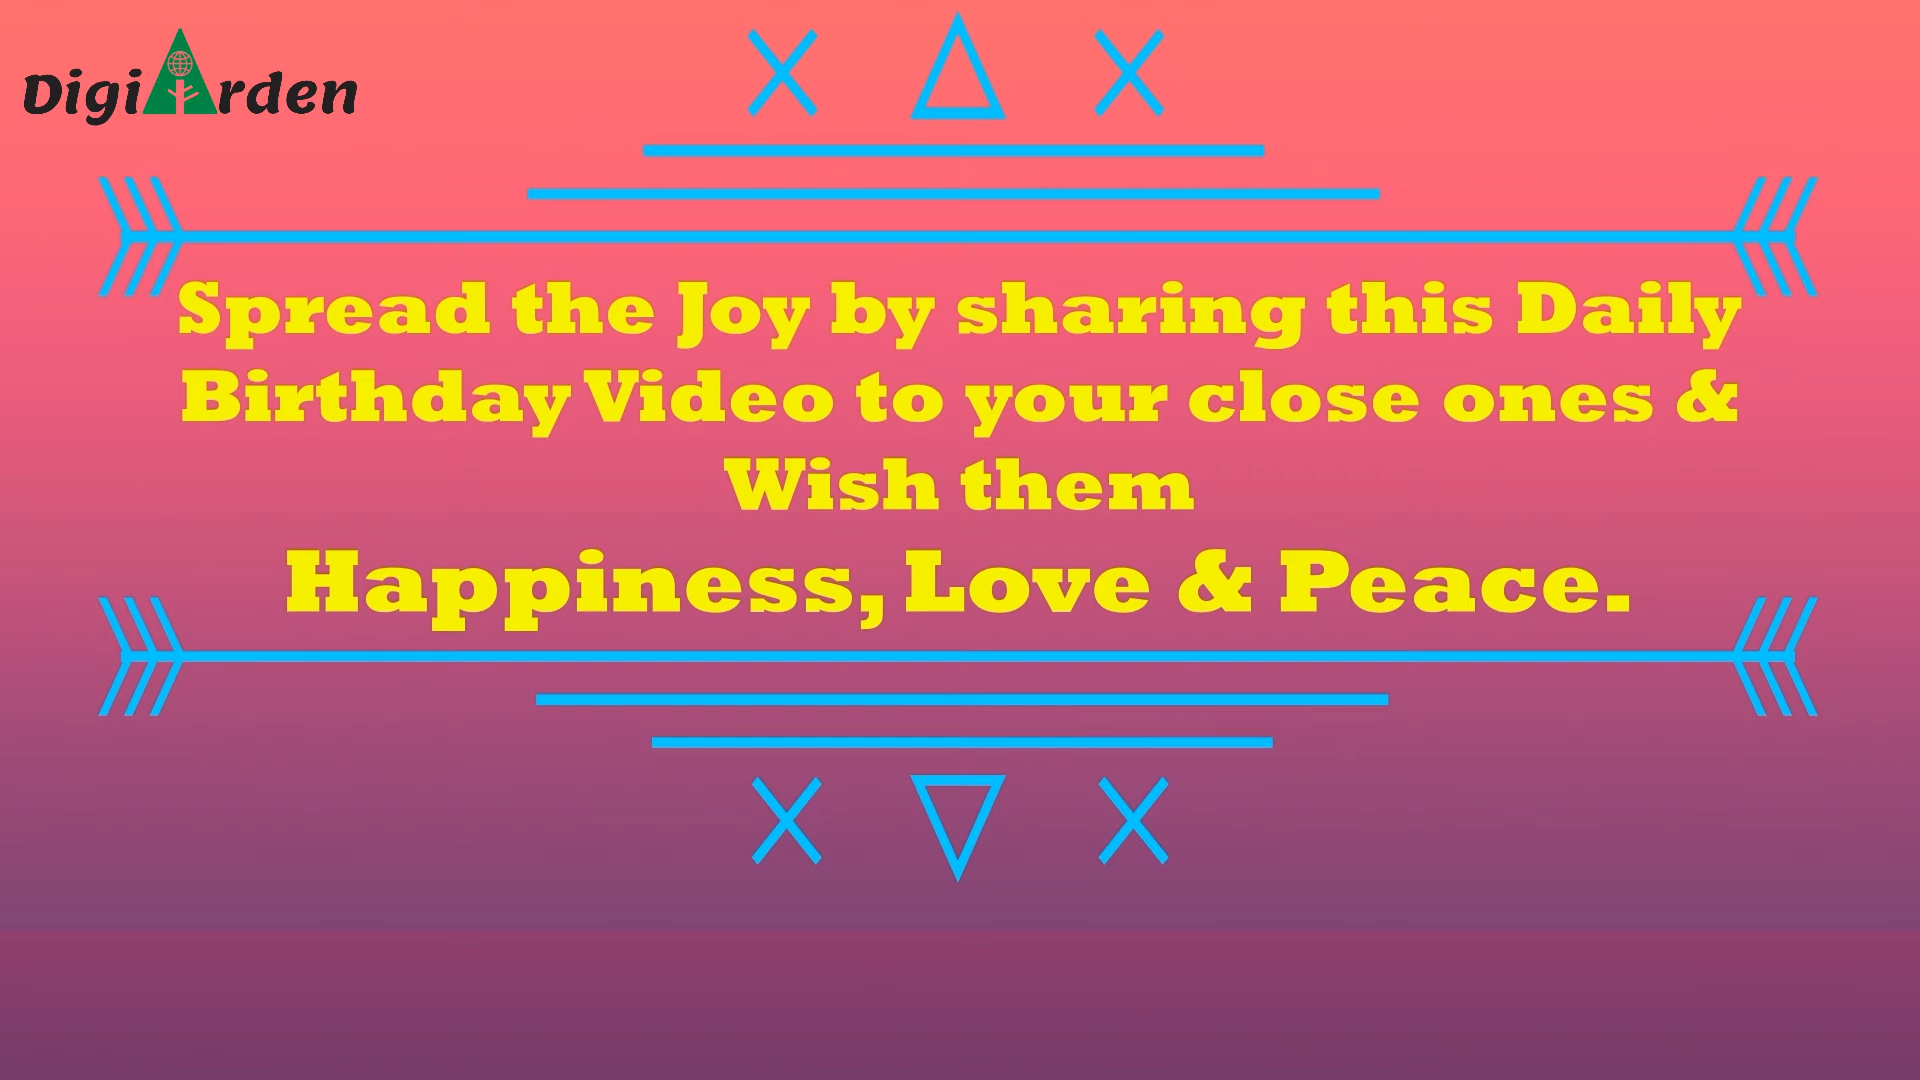 DigiArden
Spread the Joy by sharing this Daily
Birthday Video to your close ones &
Wish them
Happiness, Love & Peace.